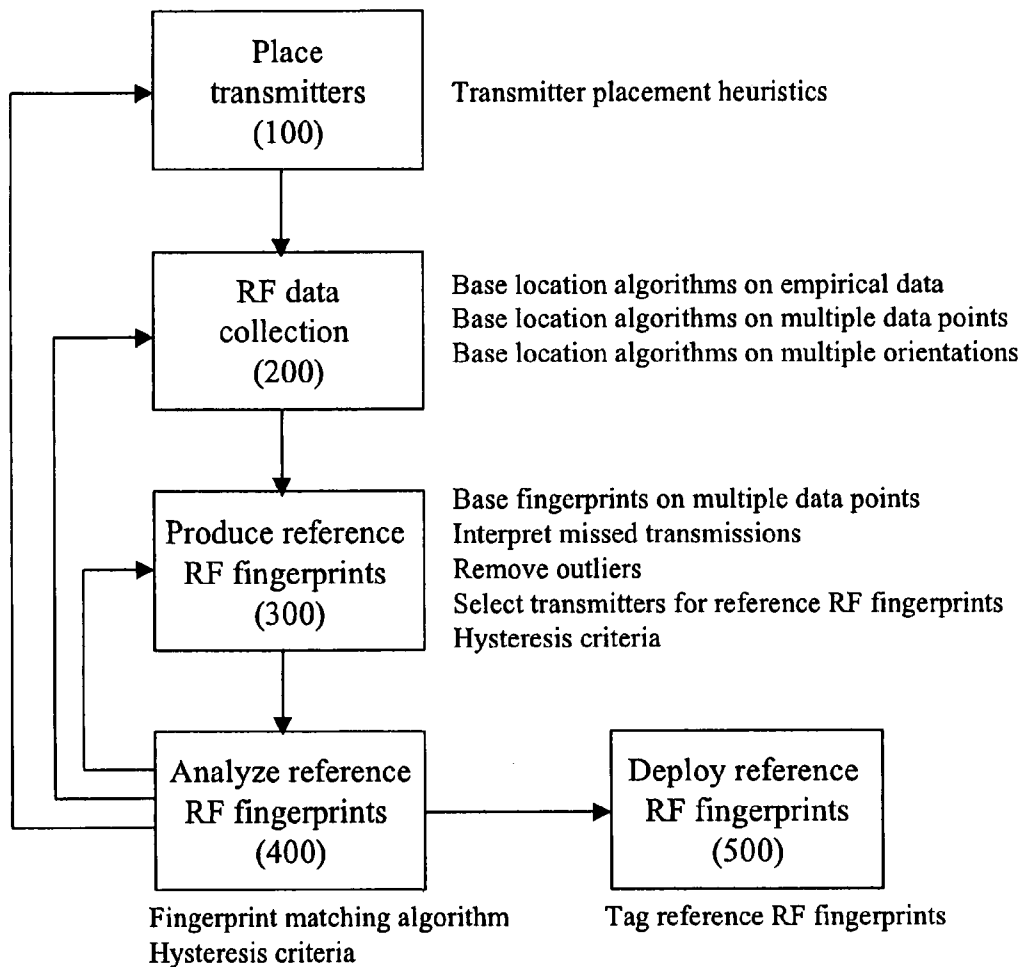 Place
transmitters
(100)
Transmitter placement heuristics
RF data
collection
(200)
Base location algorithms on empirical data
Base location algorithms on multiple data points
Base location algorithms on multiple orientations
Produce reference
RF fingerprints
(300)
Base fingerprints on multiple data points
Interpret missed transmissions
Remove outliers
Select transmitters for reference RF fingerprints
Hysteresis criteria
Analyze reference
RF fingerprints
(400)
Fingerprint matching algorithm
Hysteresis criteria
Deploy reference
RF fingerprints
(500)
Tag reference RF fingerprints